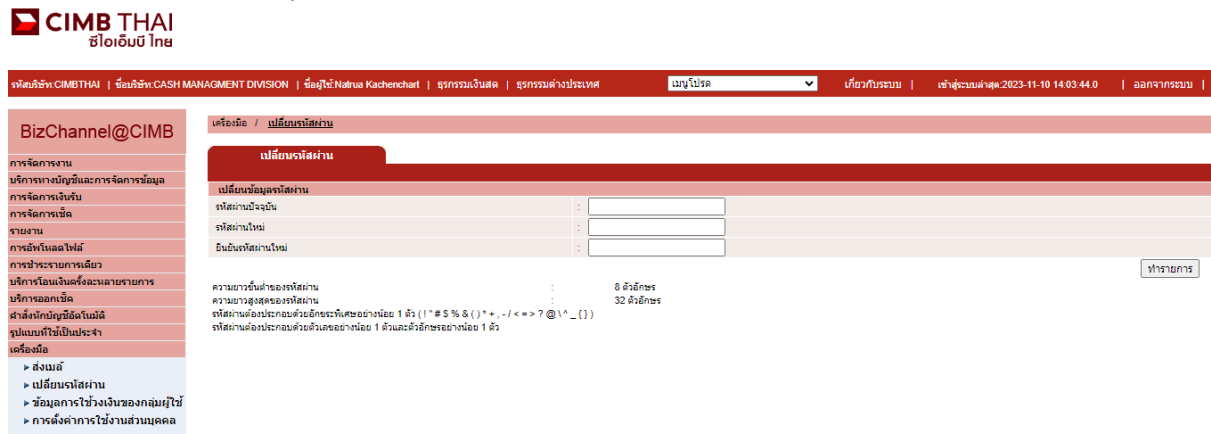 CIMB THAI
ซีไอเอ็มบี ไทย
รหัสบริษัท:CIMBTHAI | ชื่อบริษัท:CASH MANAGMENT DIVISION | ชื่อผู้ใช้:Natrua Kachenchart | ธุรกรรมเงินสด | ธุรกรรมต่างประเทศ เมนูโปรด เกี่ยวกับระบบ | เข้าสู่ระบบล่าสุด:2023-11-10 14:03:44.0 | ออกจากระบบ |
BizChannel@CIMB
การจัดการงาน
บริการทางบัญชีและการจัดการข้อมูล
การจัดการเงินรับ
การจัดการเช็ค
รายงาน
การอัพโหลดไฟล์
การชำระรายการเดียว
บริการโอนเงินครั้งละหลายรายการ
บริการออกเช็ค
คำสั่งหักบัญชีอัตโนมัติ
รูปแบบที่ใช้เป็นประจำ
เครื่องมือ
ส่งเมล์
เปลี่ยนรหัสผ่าน
ข้อมูลการใช้วงเงินของกลุ่มผู้ใช้
การตั้งค่าการใช้งานส่วนบุคคล
เครื่องมือ / เปลี่ยนรหัสผ่าน
เปลี่ยนรหัสผ่าน
เปลี่ยนข้อมูลรหัสผ่าน
รหัสผ่านปัจจุบัน :
รหัสผ่านใหม่ :
ยืนยันรหัสผ่านใหม่ :
ทำรายการ
ความยาวขั้นต่ำของรหัสผ่าน : 8 ตัวอักษร
ความยาวสูงสุดของรหัสผ่าน : 32 ตัวอักษร
รหัสผ่านต้องประกอบด้วยอักขระพิเศษอย่างน้อย 1 ตัว ( ! " # $ % & ( ) * + , - / < = > ? @ \ ^ _ { } )
รหัสผ่านต้องประกอบด้วยตัวเลขอย่างน้อย 1 ตัวและตัวอักษรอย่างน้อย 1 ตัว